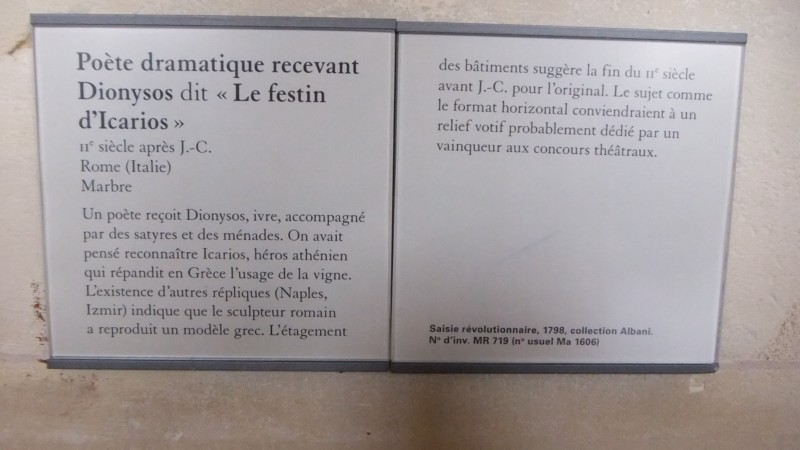 Poète dramatique recevant
Dionysos dit « Le festin
d'Icarios »
IIe siècle après J.-C.
Rome (Italie)
Marbre
Un poète reçoit Dionysos, ivre, accompagné
par des satyres et des ménades. On avait
pensé reconnaître Icarios, héros athénien
qui répandit en Grèce l'usage de la vigne.
L'existence d'autres répliques (Naples,
Izmir) indique que le sculpteur romain
a reproduit un modèle grec. L'étagement
des bâtiments suggère la fin du IIe siècle
avant J.-C. pour l'original. Le sujet comme
le format horizontal conviendraient à un
relief votif probablement dédié par un
vainqueur aux concours théâtraux.
Saisie révolutionnaire, 1798, collection Albani.
N° d'inv. MR 719 (n° usuel Ma 1606)